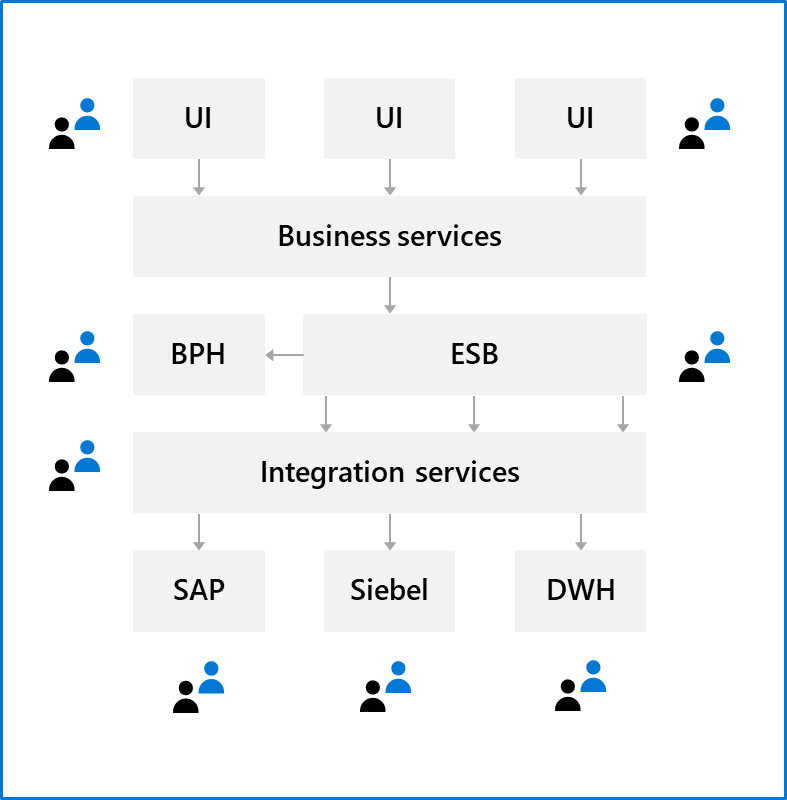 UI
UI
UI
Business services
BPH
ESB
Integration services
SAP
Siebel
DWH